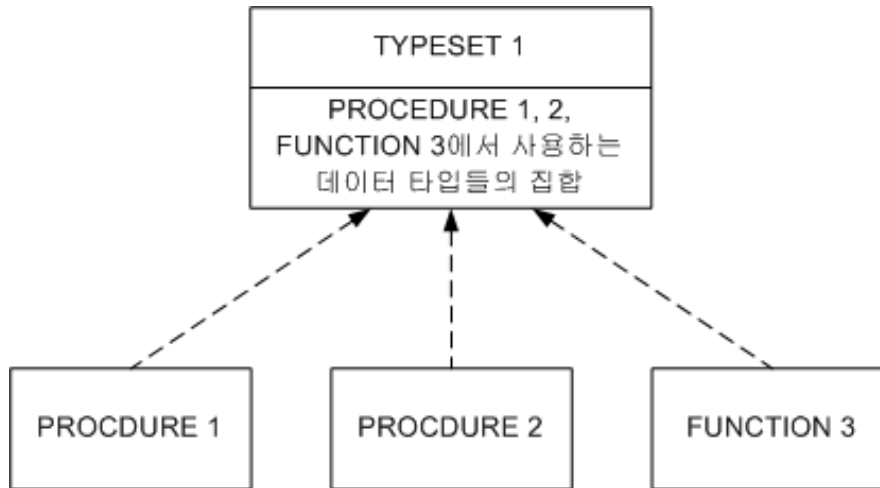 TYPESET 1
PROCEDURE 1, 2,
FUNCTION 3에서 사용하는
데이터 타입들의 집합
PROCDURE 1
PROCDURE 2
FUNCTION 3